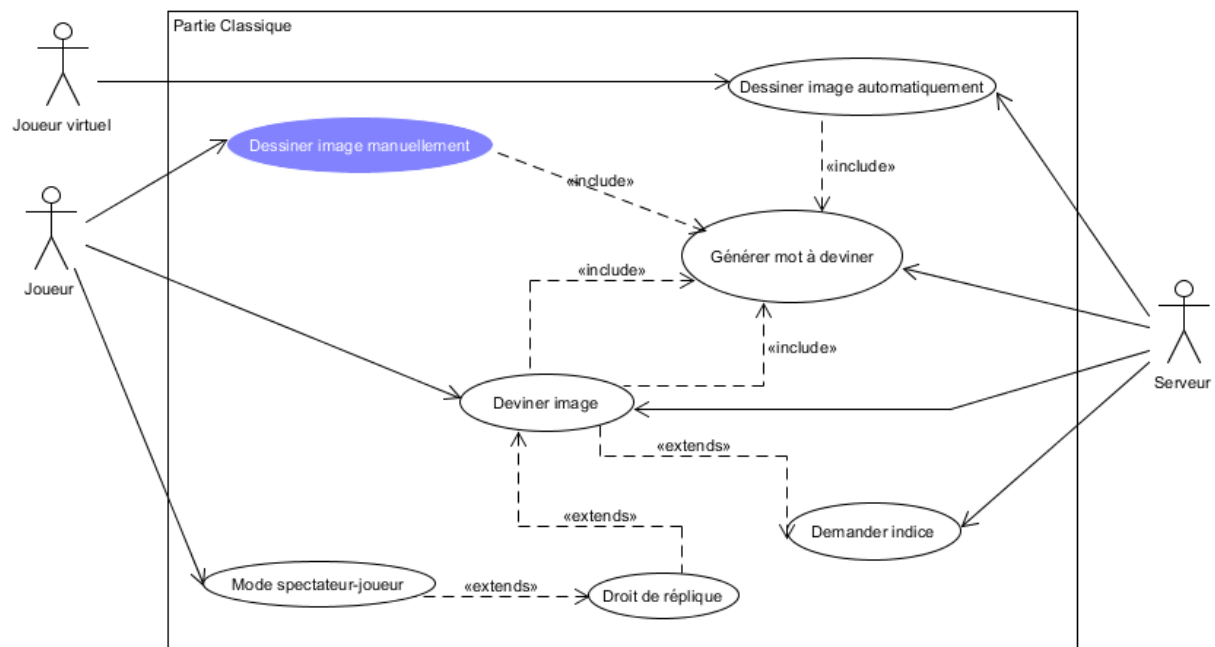 Partie Classique
Joueur virtuel
Dessiner image automatiquement
Dessiner image manuellement
«include»
«include»
Joueur
Générer mot à deviner
«include»
«include»
Serveur
Deviner image
«extends»
«extends»
Demander indice
Mode spectateur-joueur
«extends»
Droit de réplique